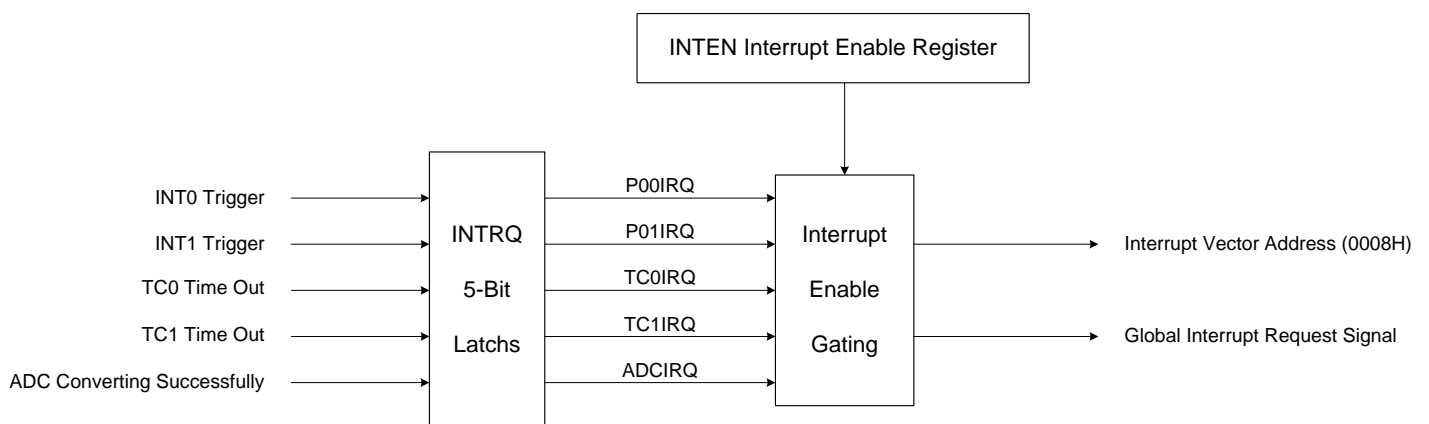 INTEN Interrupt Enable Register
INT0 Trigger
INT1 Trigger
TC0 Time Out
TC1 Time Out
ADC Converting Successfully
INTRQ
5-Bit
Latchs
P00IRQ
P01IRQ
TC0IRQ
TC1IRQ
ADCIRQ
Interrupt
Enable
Gating
Interrupt Vector Address (0008H)
Global Interrupt Request Signal